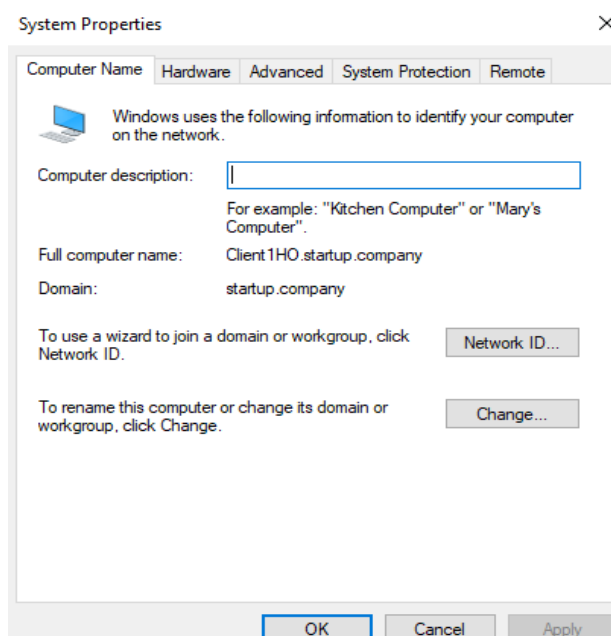 System Properties
Computer Name Hardware Advanced System Protection Remote
Windows uses the following information to identify your computer
on the network.
Computer description:
For example: "Kitchen Computer" or "Mary's
Computer".
Full computer name: Client1HO.startup.company
Domain: startup.company
To use a wizard to join a domain or workgroup, click
Network ID.
Network ID...
To rename this computer or change its domain or
workgroup, click Change.
Change...
OK Cancel Apply